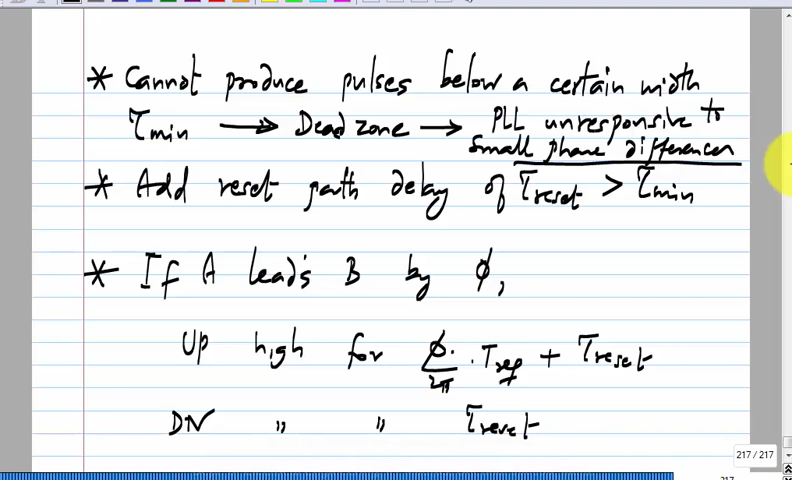 * Cannot produce pulses below a certain width
τmin → Dead zone → PLL unresponsive to
small phase differences
* Add reset path delay of τreset > τmin
* If A leads B by ϕ,
UP high for ϕ/2π · Tref + τreset
DN " " τreset
217 / 217
217